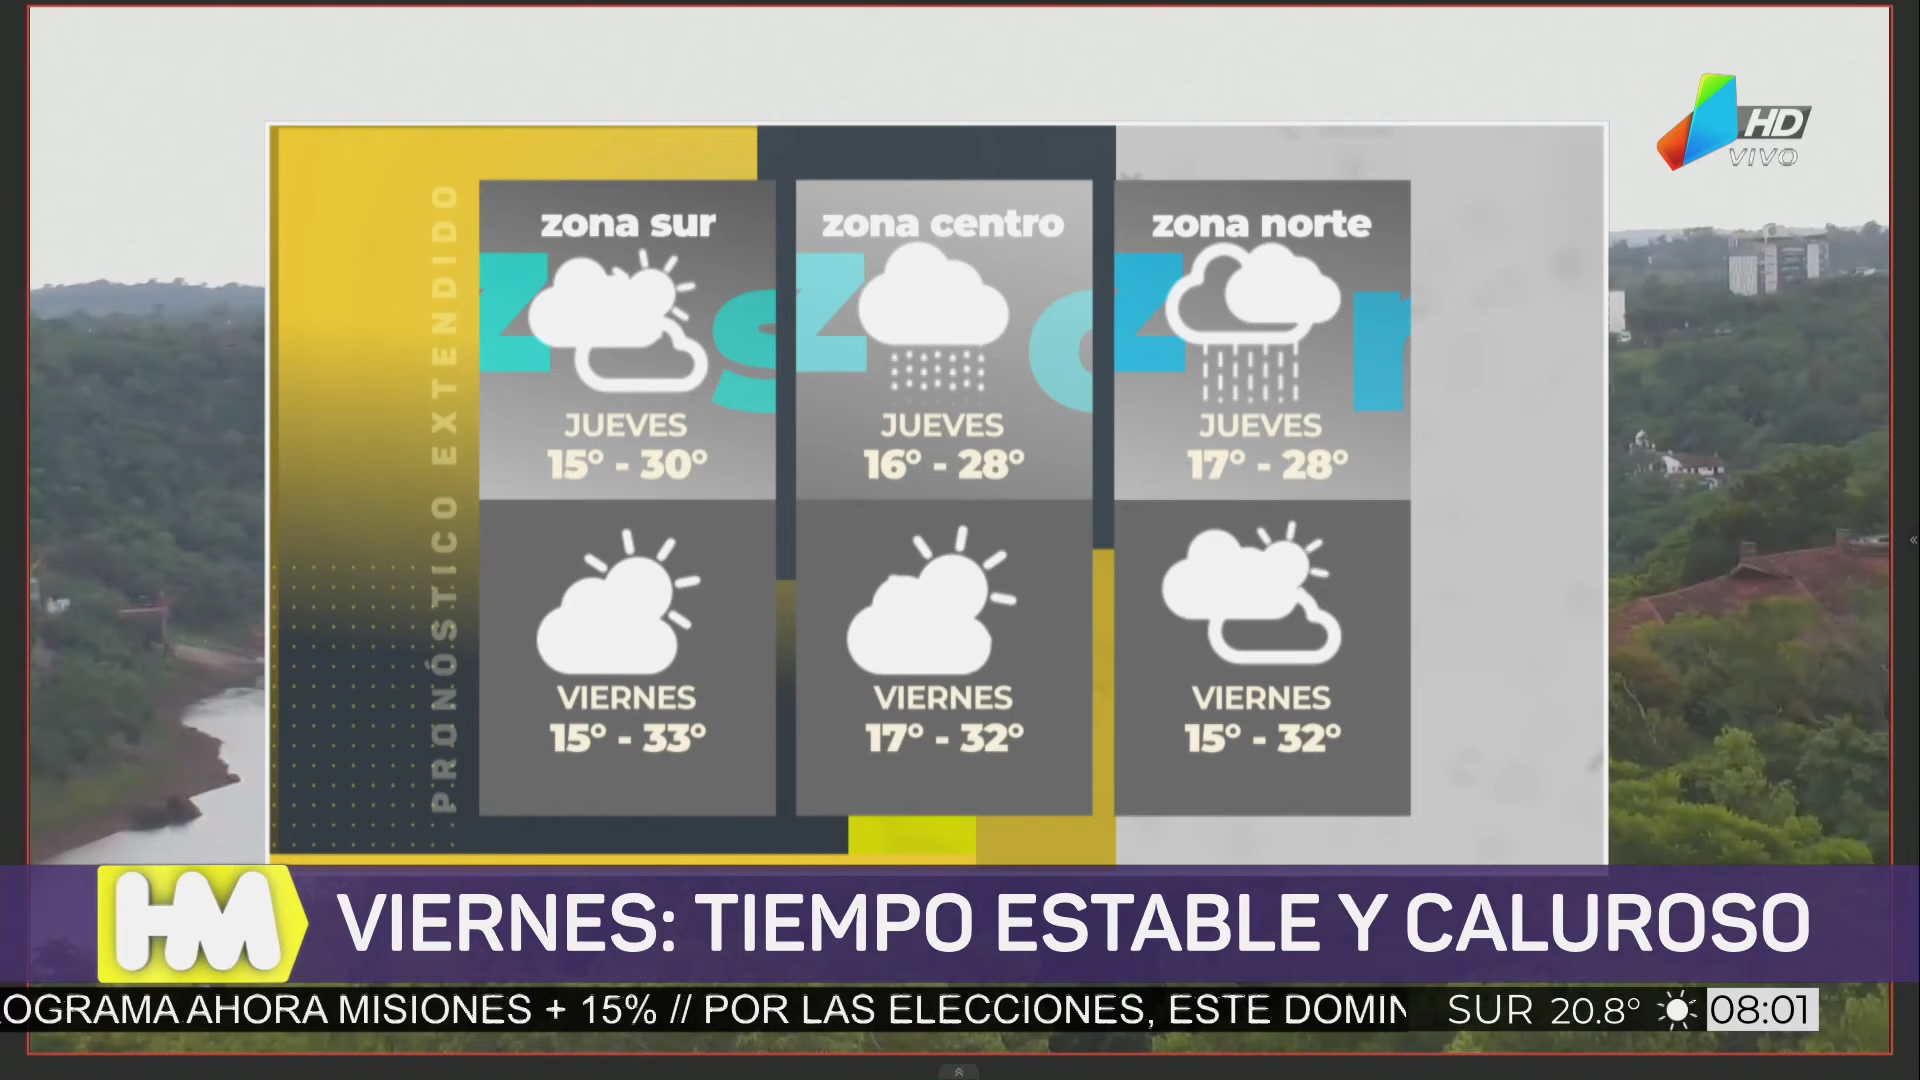 HD
VIVO
PRONÓSTICO EXTENDIDO
zona sur
z s
JUEVES
15° - 30°
VIERNES
15° - 33°
zona centro
z c
JUEVES
16° - 28°
VIERNES
17° - 32°
zona norte
z n
JUEVES
17° - 28°
VIERNES
15° - 32°
HM
VIERNES: TIEMPO ESTABLE Y CALUROSO
OGRAMA AHORA MISIONES + 15% // POR LAS ELECCIONES, ESTE DOMIN
SUR 20.8° 08:01